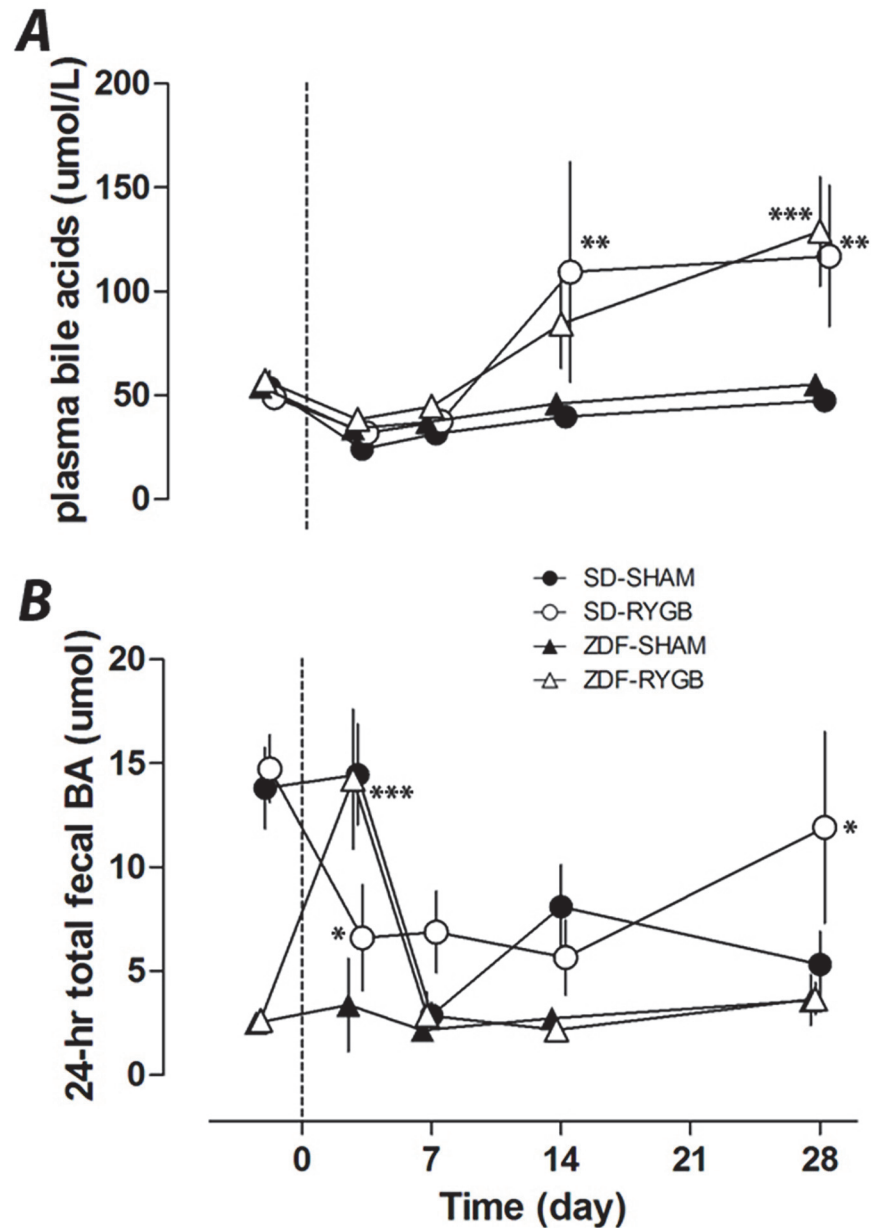 A
plasma bile acids (umol/L)
200
150
100
50
0
**
***
**
B
SD-SHAM
SD-RYGB
ZDF-SHAM
ZDF-RYGB
24-hr total fecal BA (umol)
20
15
10
5
0
***
*
*
0 7 14 21 28
Time (day)